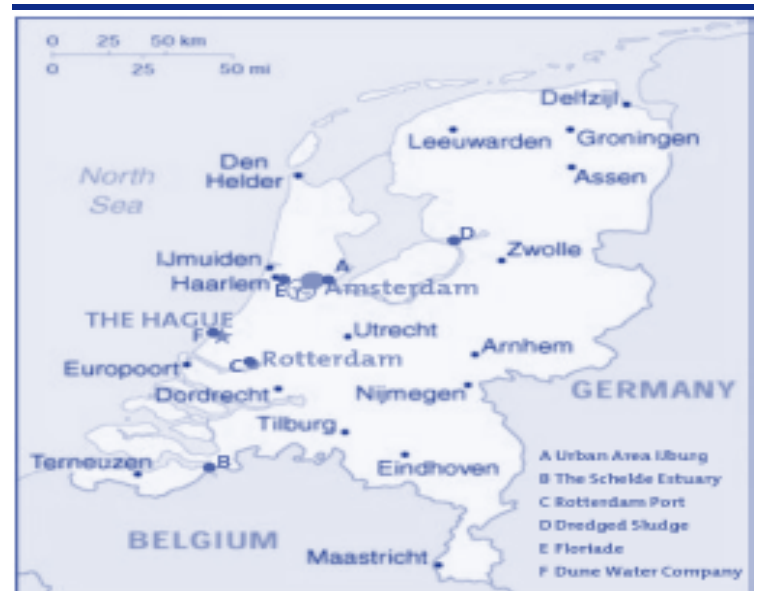 0 25 50 km
0 25 50 mi
Delfzijl
Leeuwarden
Groningen
Den
Helder
Assen
North
Sea
D
Zwolle
IJmuiden
A
Haarlem
E
Amsterdam
THE HAGUE
F
Utrecht
Arnhem
C
Rotterdam
Europoort
Dordrecht
Nijmegen
GERMANY
Tilburg
Terneuzen
B
Eindhoven
A Urban Area IJburg
B The Schelde Estuary
C Rotterdam Port
D Dredged Sludge
E Floriade
F Dune Water Company
BELGIUM
Maastricht